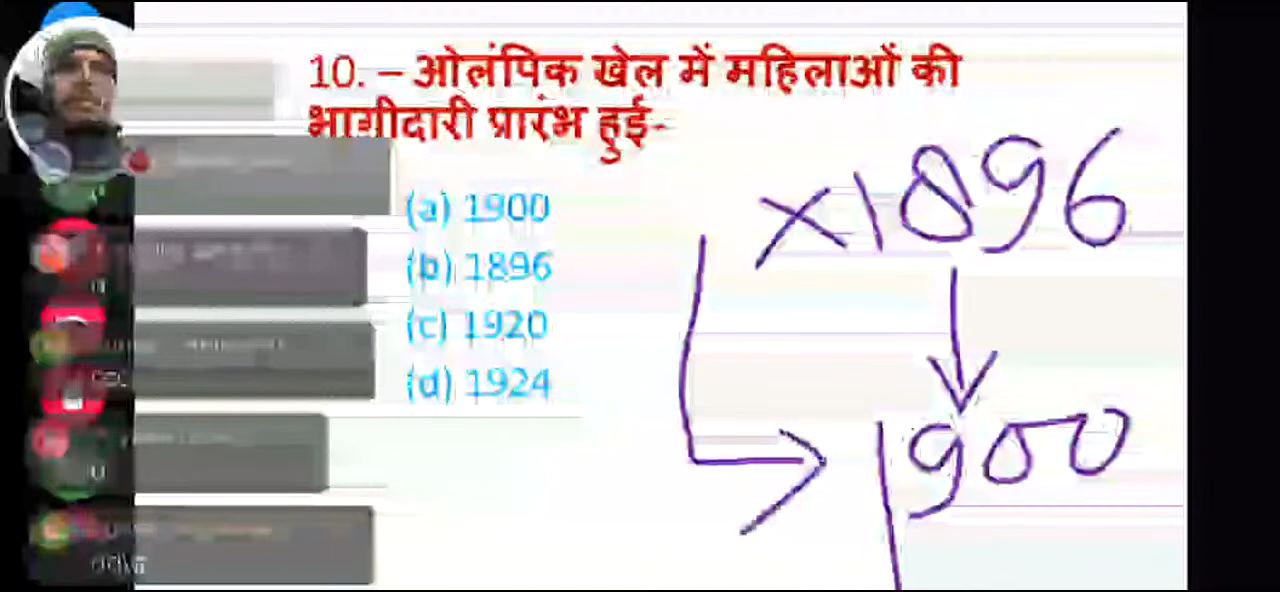 10. – ओलंपिक खेल में महिलाओं की
भागीदारी प्रारंभ हुई-
(a) 1900
(b) 1896
(c) 1920
(d) 1924
×1896
1900